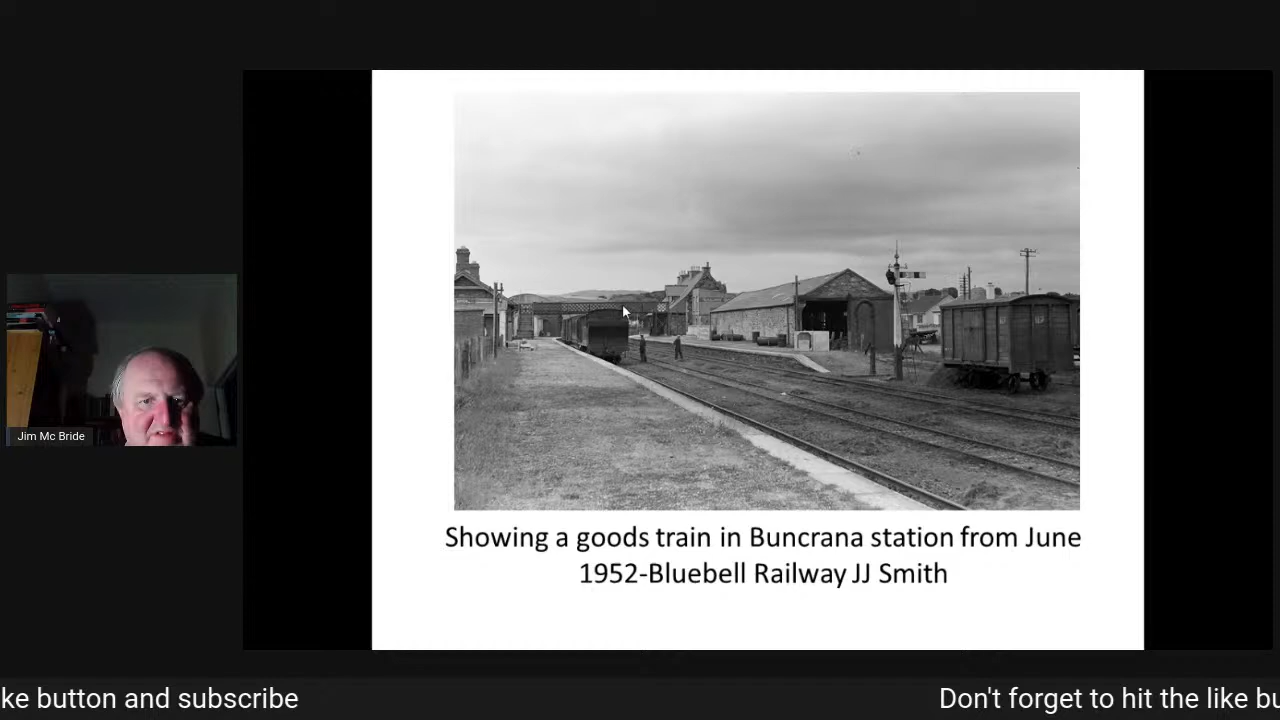 Jim Mc Bride
Showing a goods train in Buncrana station from June
1952-Bluebell Railway JJ Smith
ke button and subscribe
Don't forget to hit the like bu